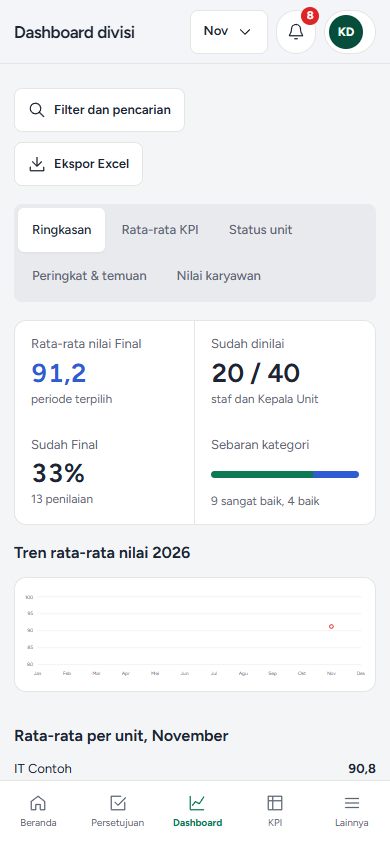 Dashboard divisi
Nov
8
KD
Filter dan pencarian
Ekspor Excel
Ringkasan
Rata-rata KPI
Status unit
Peringkat & temuan
Nilai karyawan
Rata-rata nilai Final
91,2
periode terpilih
Sudah dinilai
20 / 40
staf dan Kepala Unit
Sudah Final
33%
13 penilaian
Sebaran kategori
9 sangat baik, 4 baik
Tren rata-rata nilai 2026
100
95
90
85
80
Jan Feb Mar Apr Mei Jun Jul Agu Sep Okt Nov Des
Rata-rata per unit, November
IT Contoh 90,8
Beranda
Persetujuan
Dashboard
KPI
Lainnya